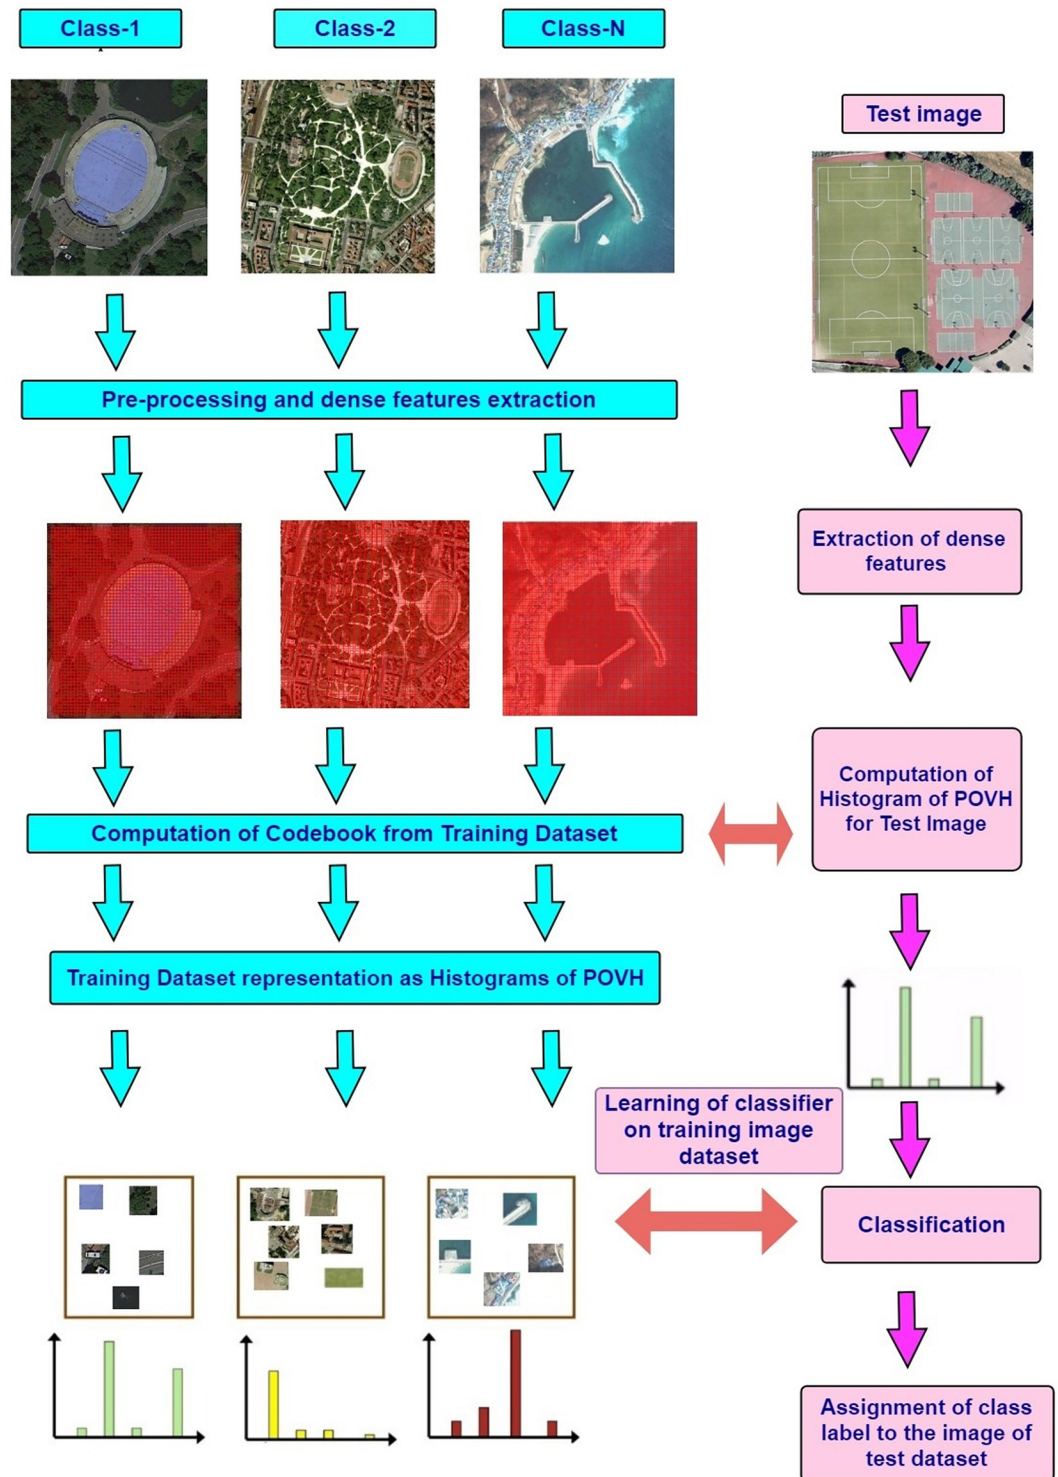 Class-1
Class-2
Class-N
Test image
Pre-processing and dense features extraction
Extraction of dense
features
Computation of
Histogram of POVH
for Test Image
Computation of Codebook from Training Dataset
Training Dataset representation as Histograms of POVH
Learning of classifier
on training image
dataset
Classification
Assignment of class
label to the image of
test dataset